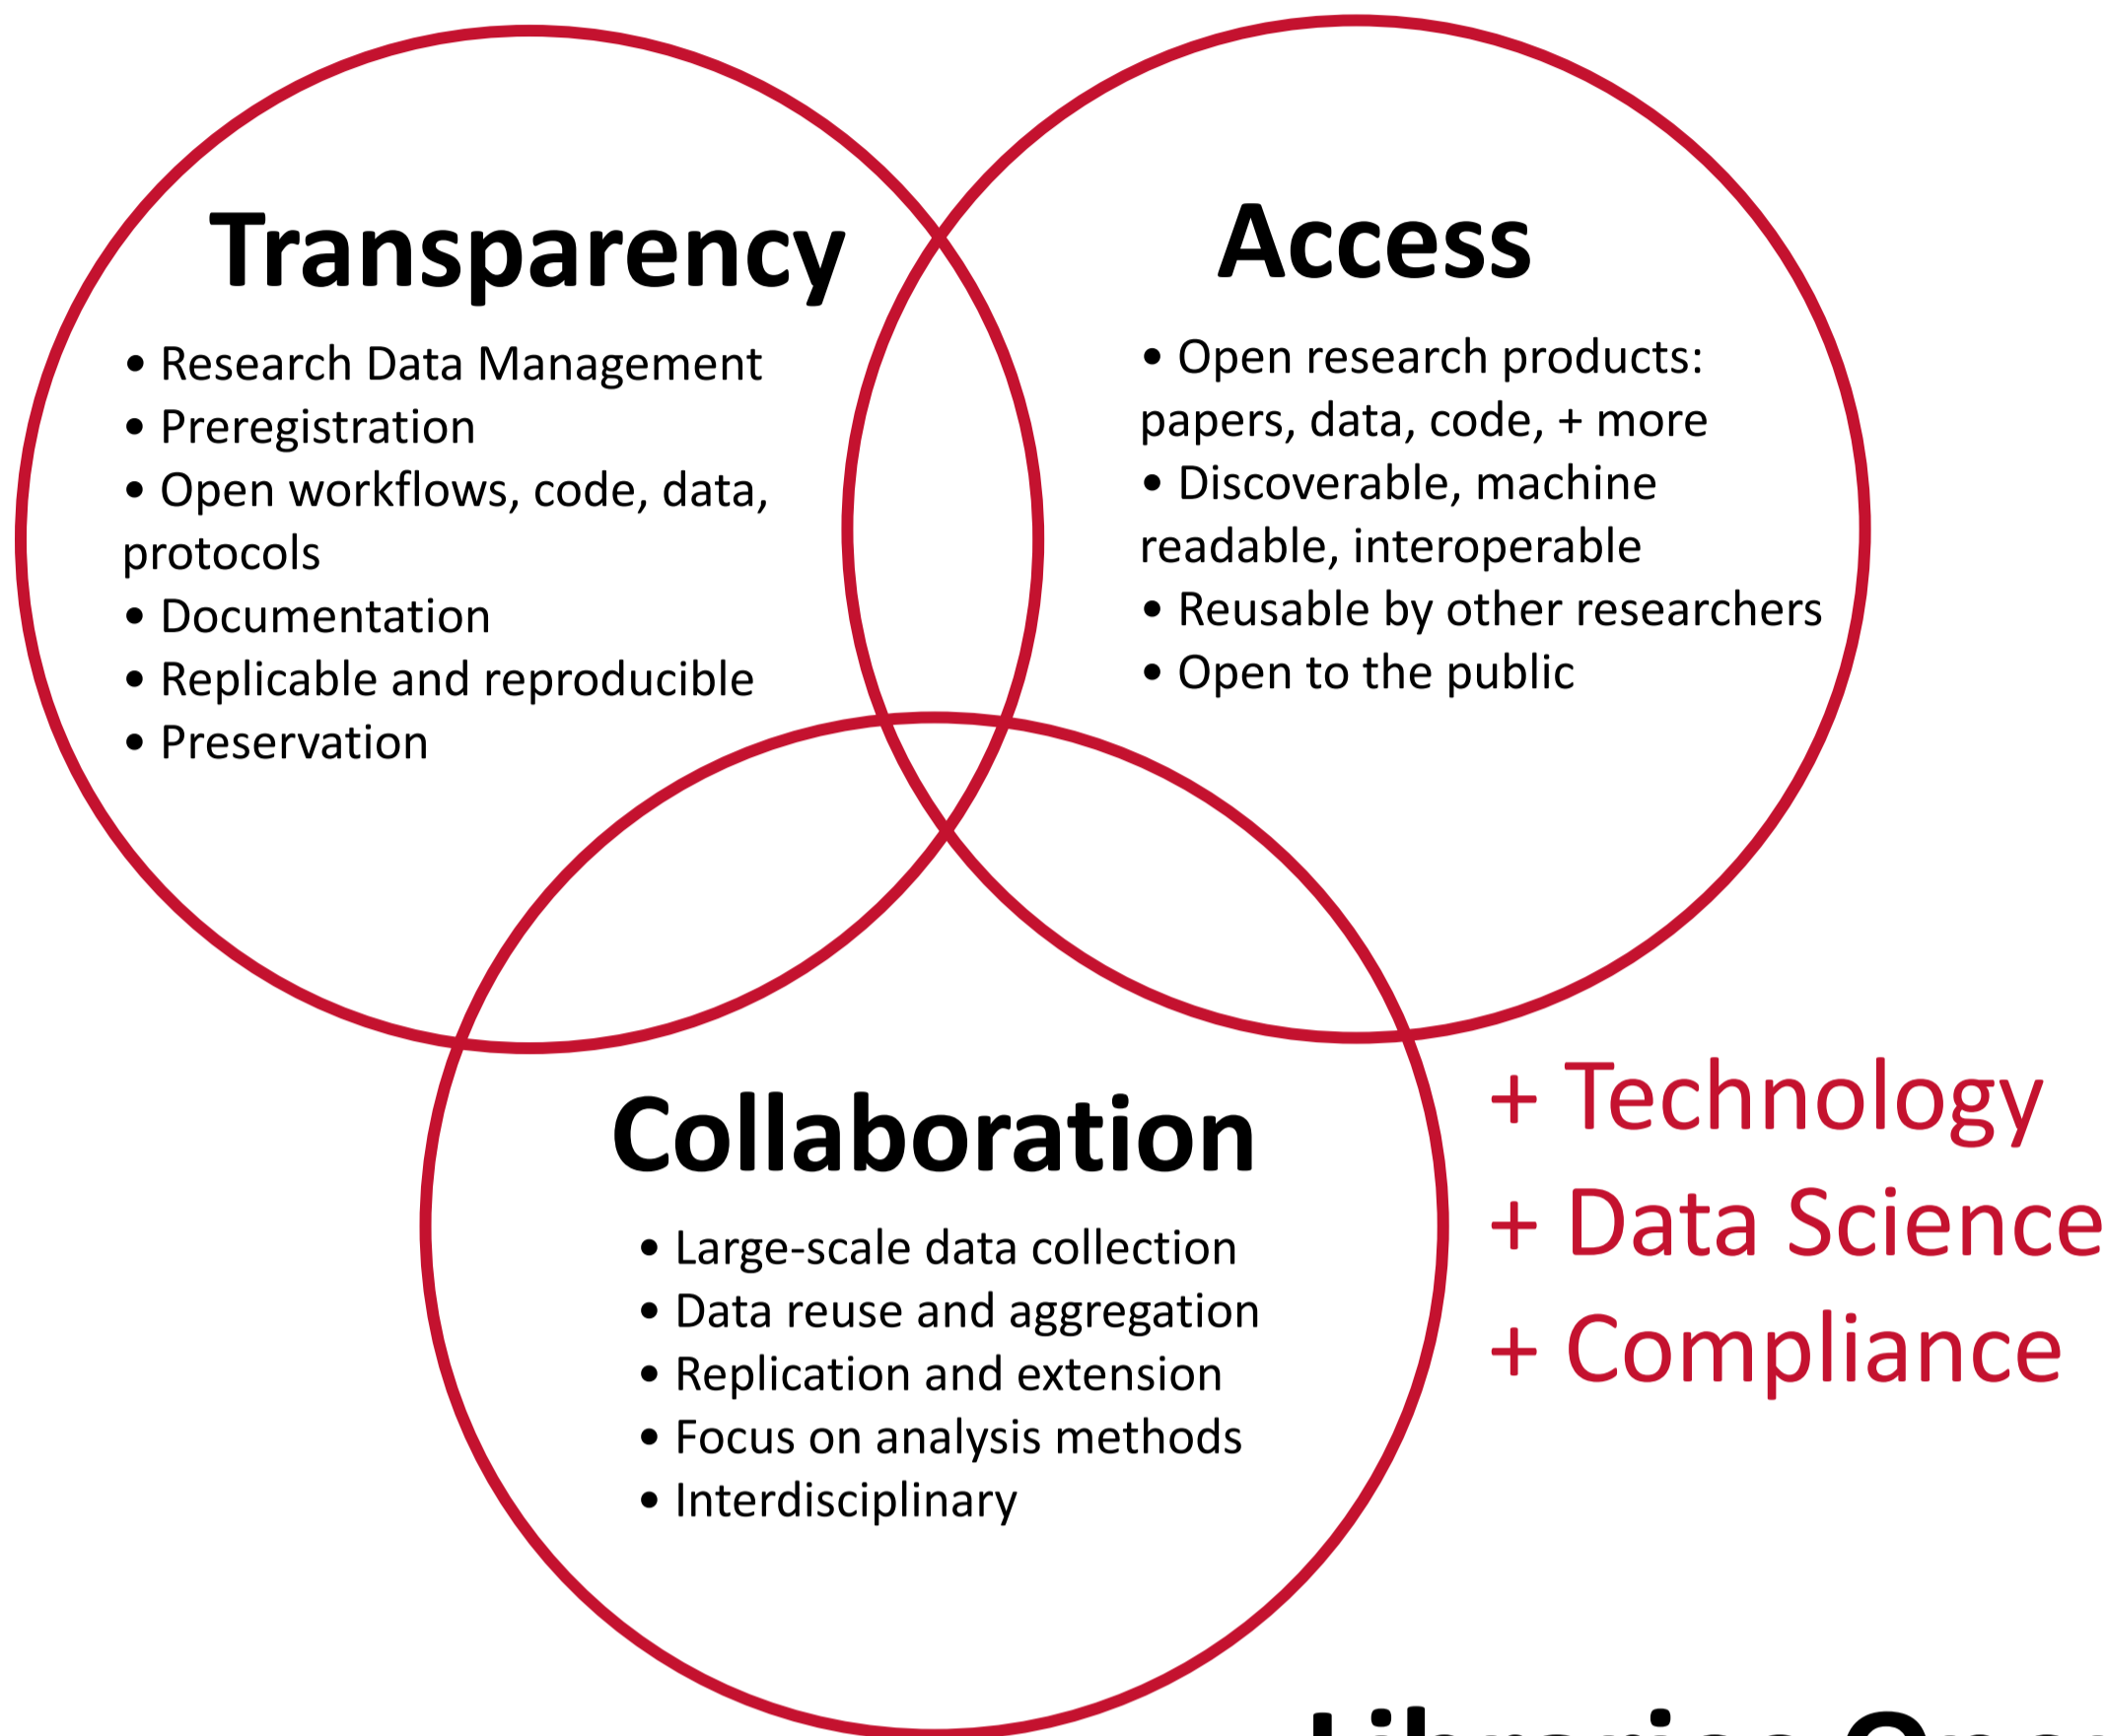 Transparency
• Research Data Management
• Preregistration
• Open workflows, code, data,
protocols
• Documentation
• Replicable and reproducible
• Preservation
Access
• Open research products:
papers, data, code, + more
• Discoverable, machine
readable, interoperable
• Reusable by other researchers
• Open to the public
Collaboration
• Large-scale data collection
• Data reuse and aggregation
• Replication and extension
• Focus on analysis methods
• Interdisciplinary
+ Technology
+ Data Science
+ Compliance